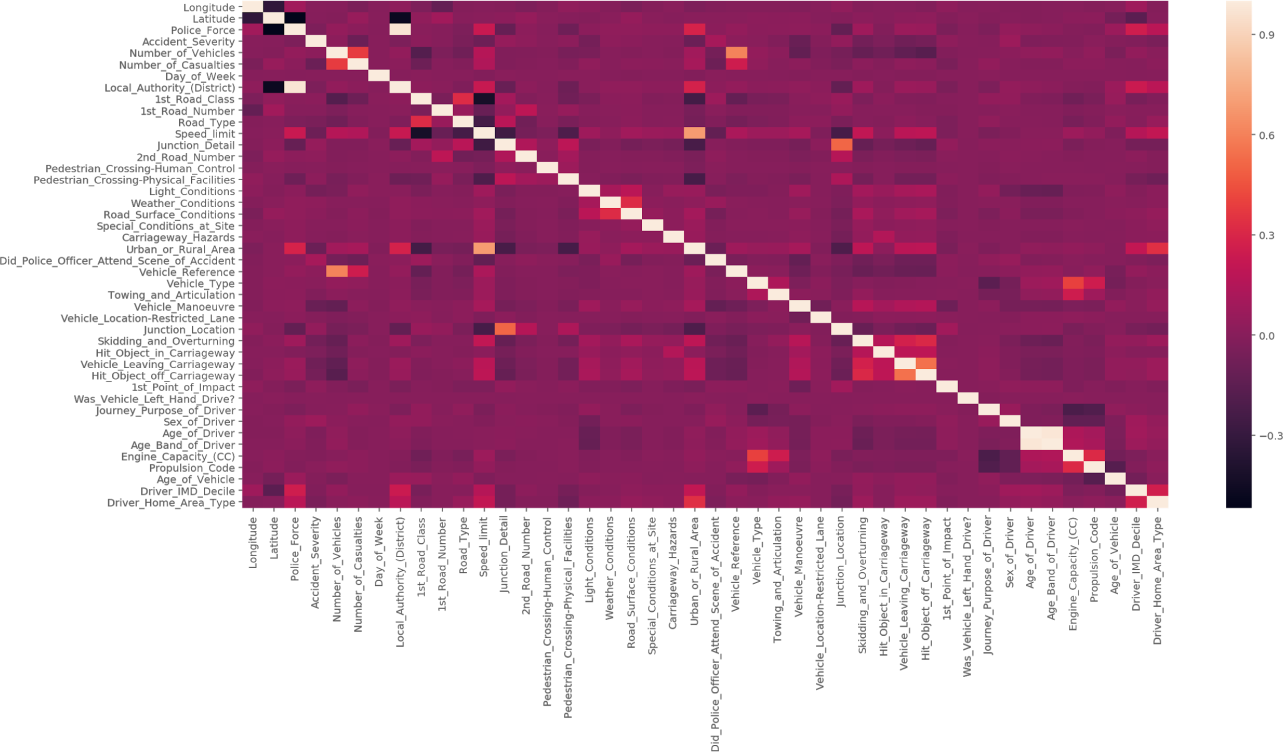 Longitude
Latitude
Police_Force
Accident_Severity
Number_of_Vehicles
Number_of_Casualties
Day_of_Week
Local_Authority_(District)
1st_Road_Class
1st_Road_Number
Road_Type
Speed_limit
Junction_Detail
2nd_Road_Number
Pedestrian_Crossing-Human_Control
Pedestrian_Crossing-Physical_Facilities
Light_Conditions
Weather_Conditions
Road_Surface_Conditions
Special_Conditions_at_Site
Carriageway_Hazards
Urban_or_Rural_Area
Did_Police_Officer_Attend_Scene_of_Accident
Vehicle_Reference
Vehicle_Type
Towing_and_Articulation
Vehicle_Manoeuvre
Vehicle_Location-Restricted_Lane
Junction_Location
Skidding_and_Overturning
Hit_Object_in_Carriageway
Vehicle_Leaving_Carriageway
Hit_Object_off_Carriageway
1st_Point_of_Impact
Was_Vehicle_Left_Hand_Drive?
Journey_Purpose_of_Driver
Sex_of_Driver
Age_of_Driver
Age_Band_of_Driver
Engine_Capacity_(CC)
Propulsion_Code
Age_of_Vehicle
Driver_IMD_Decile
Driver_Home_Area_Type
Longitude
Latitude
Police_Force
Accident_Severity
Number_of_Vehicles
Number_of_Casualties
Day_of_Week
Local_Authority_(District)
1st_Road_Class
1st_Road_Number
Road_Type
Speed_limit
Junction_Detail
2nd_Road_Number
Pedestrian_Crossing-Human_Control
Pedestrian_Crossing-Physical_Facilities
Light_Conditions
Weather_Conditions
Road_Surface_Conditions
Special_Conditions_at_Site
Carriageway_Hazards
Urban_or_Rural_Area
Did_Police_Officer_Attend_Scene_of_Accident
Vehicle_Reference
Vehicle_Type
Towing_and_Articulation
Vehicle_Manoeuvre
Vehicle_Location-Restricted_Lane
Junction_Location
Skidding_and_Overturning
Hit_Object_in_Carriageway
Vehicle_Leaving_Carriageway
Hit_Object_off_Carriageway
1st_Point_of_Impact
Was_Vehicle_Left_Hand_Drive?
Journey_Purpose_of_Driver
Sex_of_Driver
Age_of_Driver
Age_Band_of_Driver
Engine_Capacity_(CC)
Propulsion_Code
Age_of_Vehicle
Driver_IMD_Decile
Driver_Home_Area_Type
0.9
0.6
0.3
0.0
−0.3